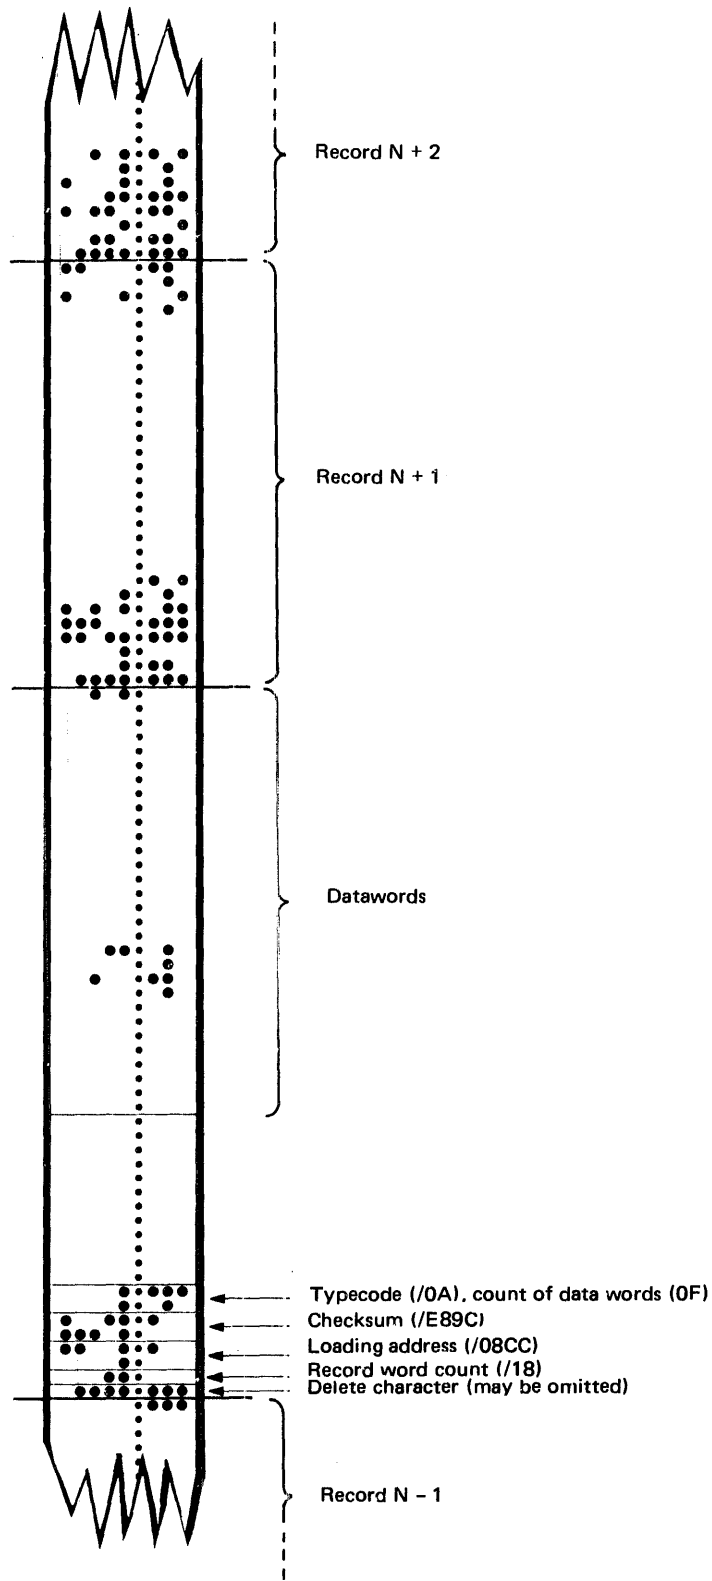 Record N + 2
Record N + 1
Datawords
Typecode (/0A), count of data words (0F)
Checksum (/E89C)
Loading address (/08CC)
Record word count (/18)
Delete character (may be omitted)
Record N - 1